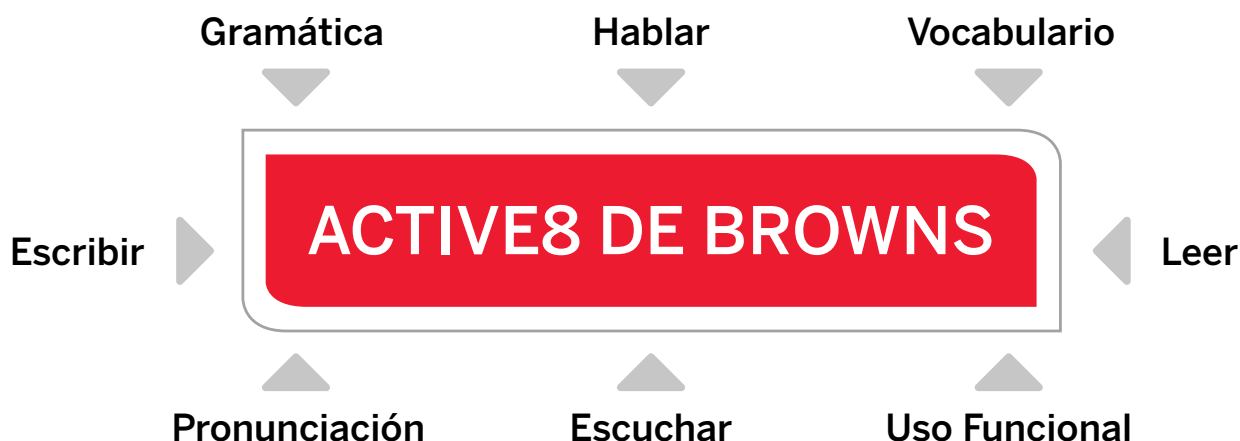 Gramática Hablar Vocabulario
Escribir ACTIVE8 DE BROWNS Leer
Pronunciación Escuchar Uso Funcional